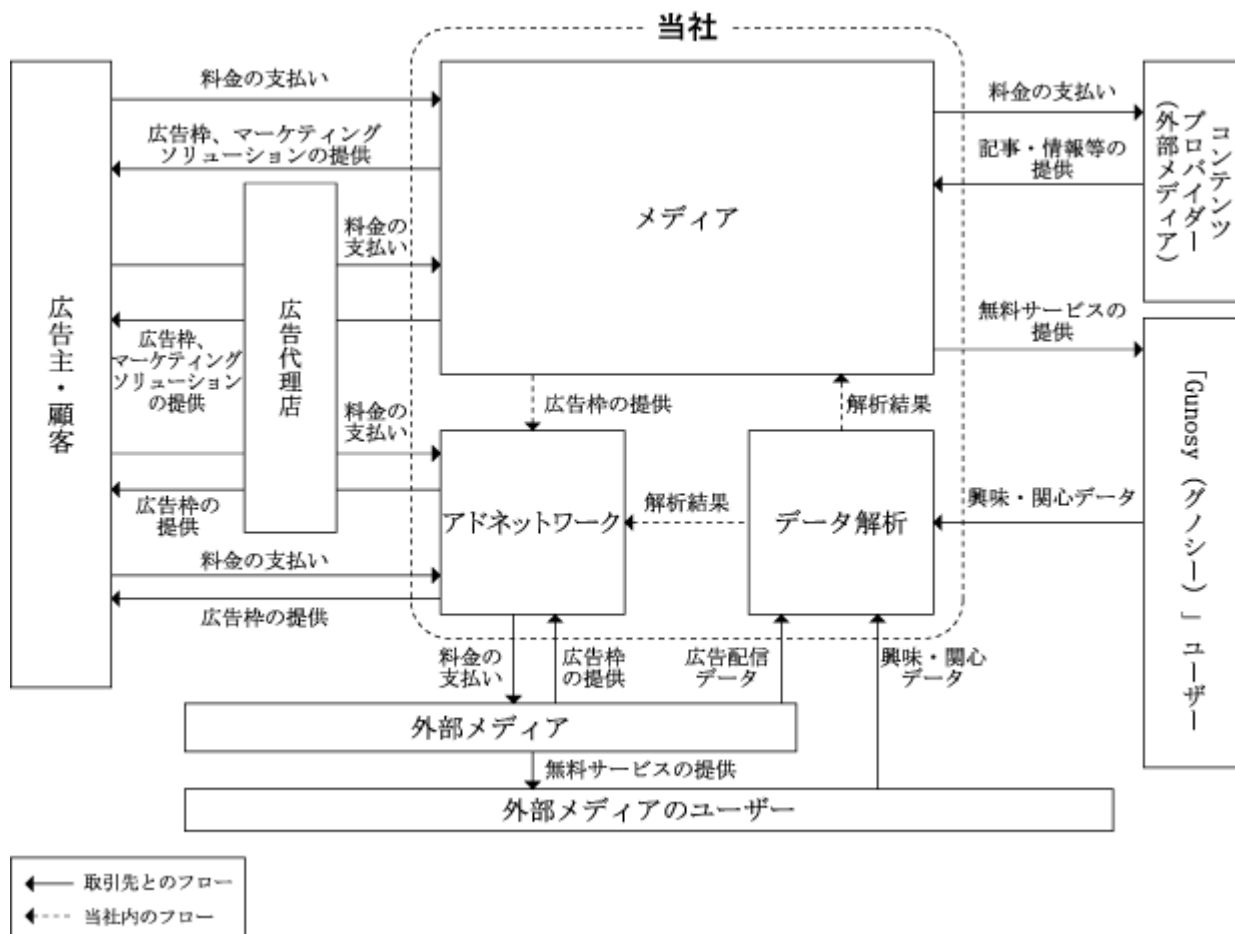 当社
料金の支払い
広告枠、マーケティング
ソリューションの提供
料金の
支払い
広告枠、
マーケティング
ソリューション
の提供
料金の
支払い
広告枠の
提供
料金の支払い
広告枠の提供
広告主・顧客
広告代理店
メディア
広告枠の提供
解析結果
アドネットワーク
解析結果
データ解析
料金の支払い
記事・情報等の
提供
コンテンツ
プロバイダー
(外部メディア)
無料サービスの
提供
興味・関心データ
「Gunosy(グノシー)」ユーザー
料金の
支払い
広告枠
の提供
広告配信
データ
興味・関心
データ
外部メディア
無料サービスの提供
外部メディアのユーザー
取引先とのフロー
当社内のフロー